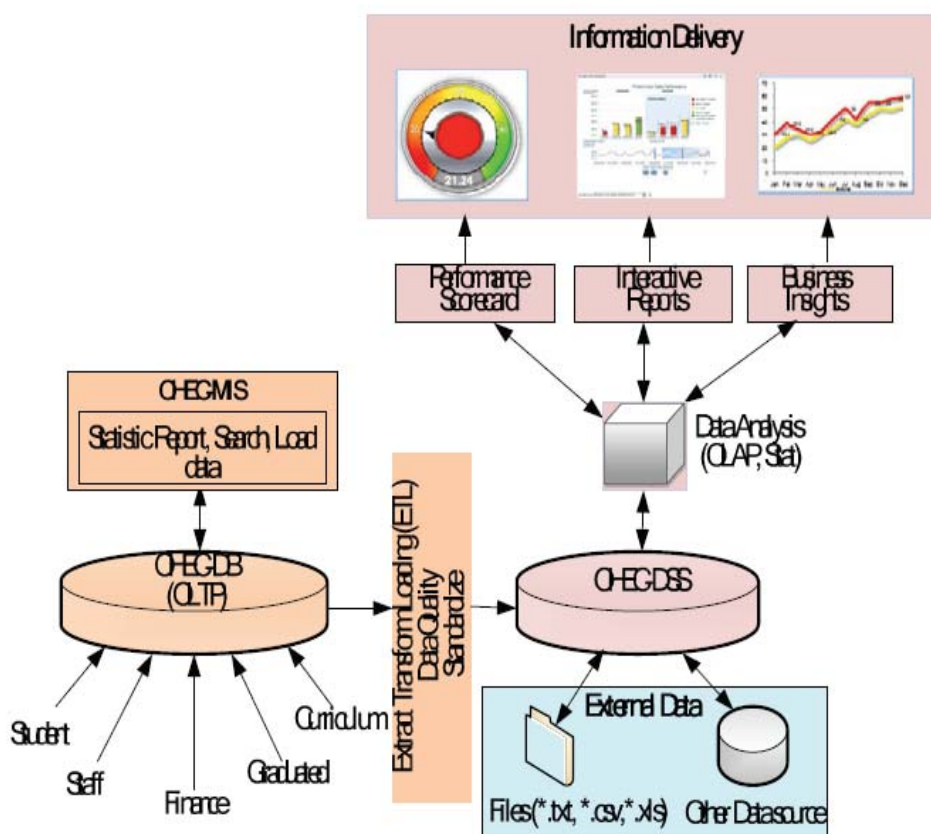 Information Delivery
21.24
Performance
Scorecard
Interactive
Reports
Business
Insights
Data Analysis
(OLAP, Stat)
OHEC-MIS
Statistic Report, Search, Load
data
OHEC-DB
(OLTP)
Extract Transform Loading (ETL)
Data Quality
Standardize
OHEC-DSS
Student
Staff
Finance
Graduated
Curriculum
External Data
Files (*.txt, *.csv,*.xls)
Other Datasource